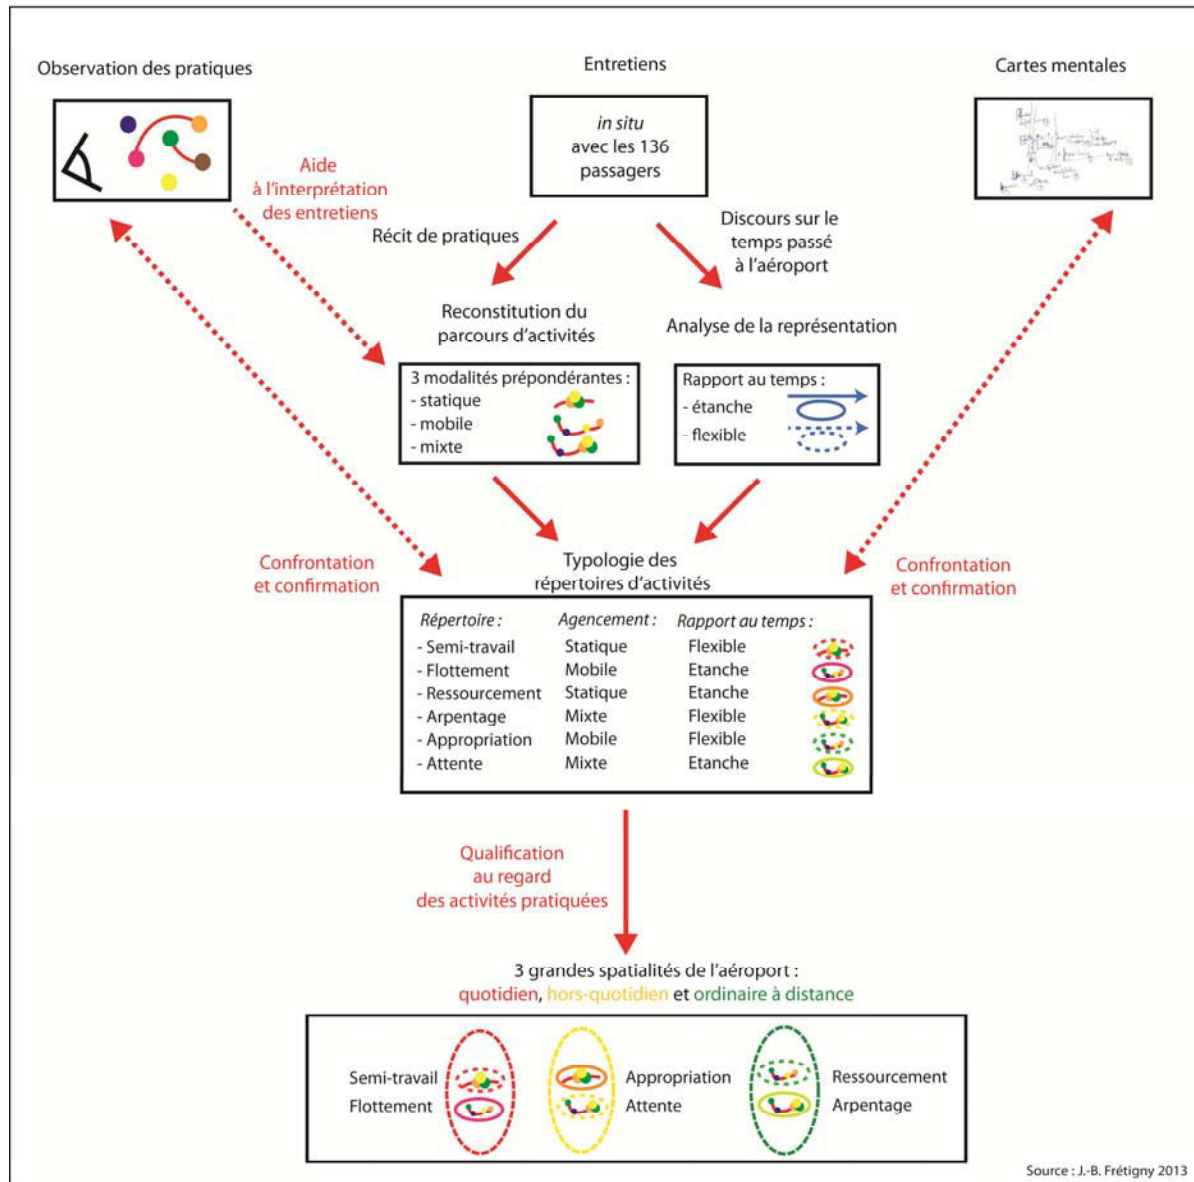 Observation des pratiques
Entretiens
Cartes mentales
in situ
avec les 136
passagers
Aide
à l'interprétation
des entretiens
Récit de pratiques
Discours sur le
temps passé
à l'aéroport
Reconstitution du
parcours d'activités
Analyse de la représentation
3 modalités prépondérantes :
- statique
- mobile
- mixte
Rapport au temps :
- étanche
- flexible
Confrontation
et confirmation
Typologie des
répertoires d'activités
Confrontation
et confirmation
Répertoire : Agencement : Rapport au temps :
- Semi-travail Statique Flexible
- Flottement Mobile Etanche
- Ressourcement Statique Etanche
- Arpentage Mixte Flexible
- Appropriation Mobile Flexible
- Attente Mixte Etanche
Qualification
au regard
des activités pratiquées
3 grandes spatialités de l'aéroport :
quotidien, hors-quotidien et ordinaire à distance
Semi-travail Appropriation Ressourcement
Flottement Attente Arpentage
Source : J.-B. Frétigny 2013